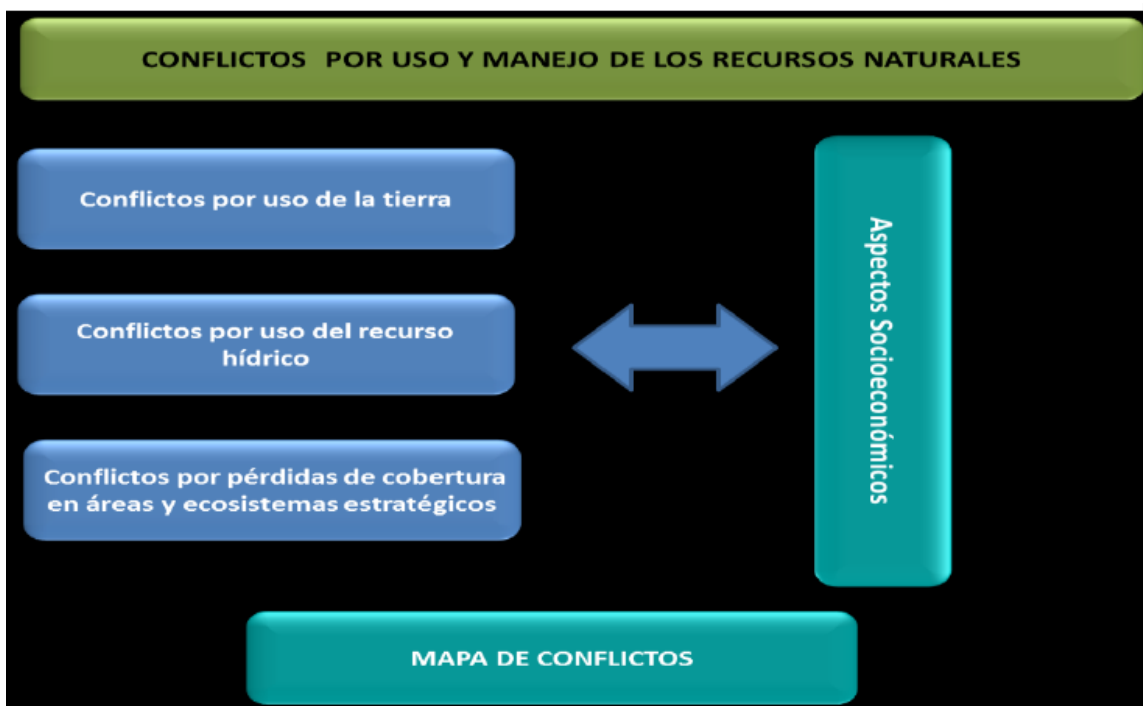 CONFLICTOS POR USO Y MANEJO DE LOS RECURSOS NATURALES
Conflictos por uso de la tierra
Conflictos por uso del recurso
hídrico
Conflictos por pérdidas de cobertura
en áreas y ecosistemas estratégicos
Aspectos Socioeconómicos
MAPA DE CONFLICTOS